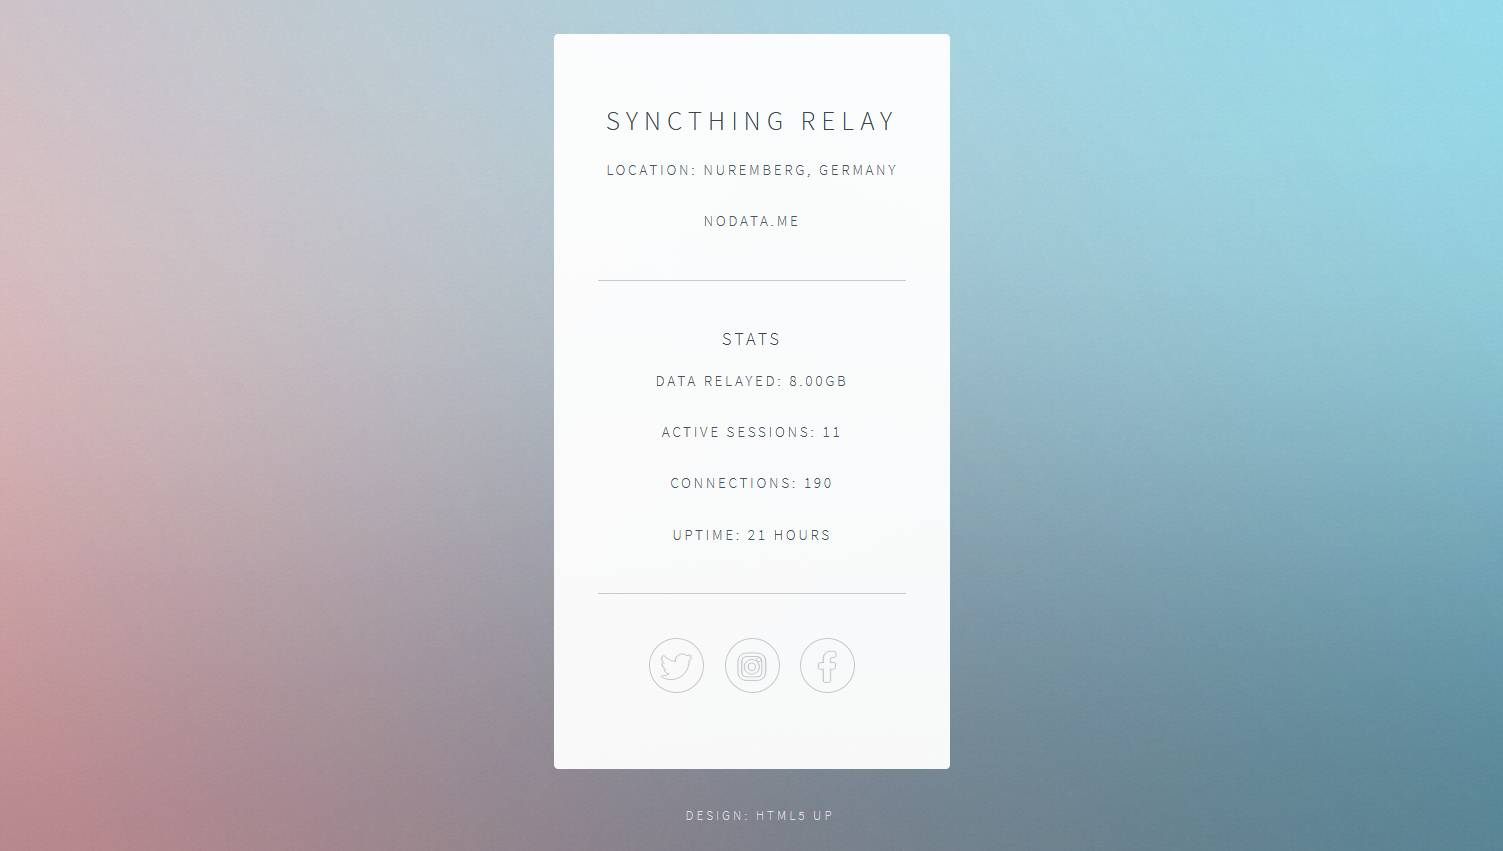 SYNCTHING RELAY
LOCATION: NUREMBERG, GERMANY
NODATA.ME
STATS
DATA RELAYED: 8.00GB
ACTIVE SESSIONS: 11
CONNECTIONS: 190
UPTIME: 21 HOURS
DESIGN: HTML5 UP